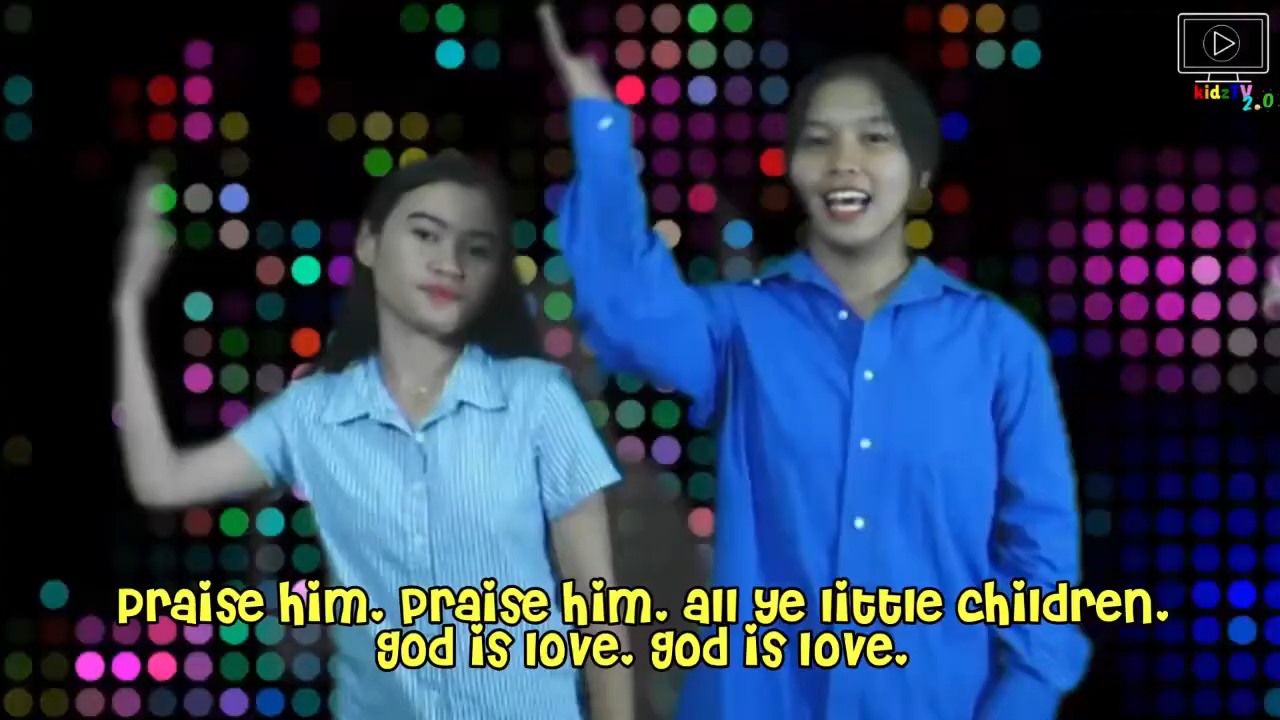 kidzTV
2.0
praise him. praise him. all ye little children.
god is love. god is love.